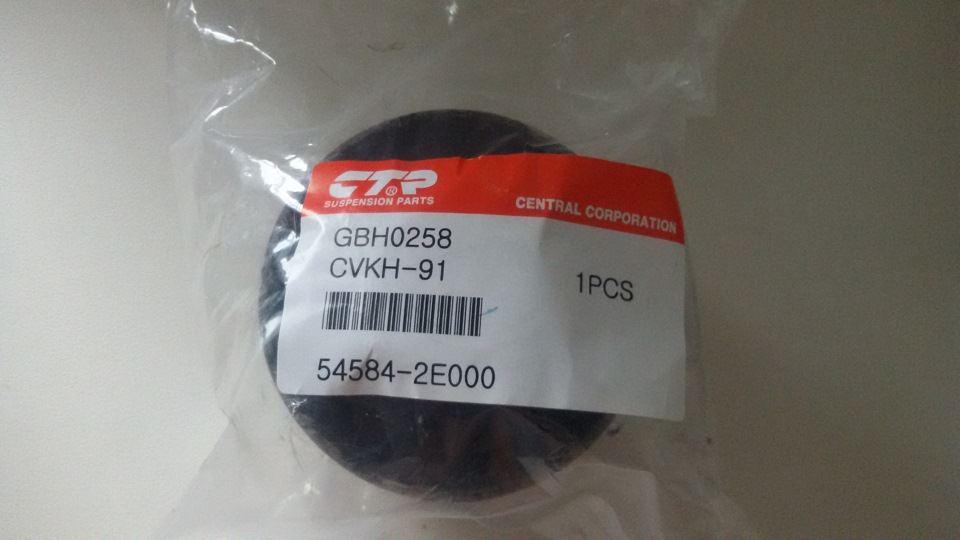 CTR®
SUSPENSION PARTS
CENTRAL CORPORATION
GBH0258
CVKH-91
1PCS
54584-2E000